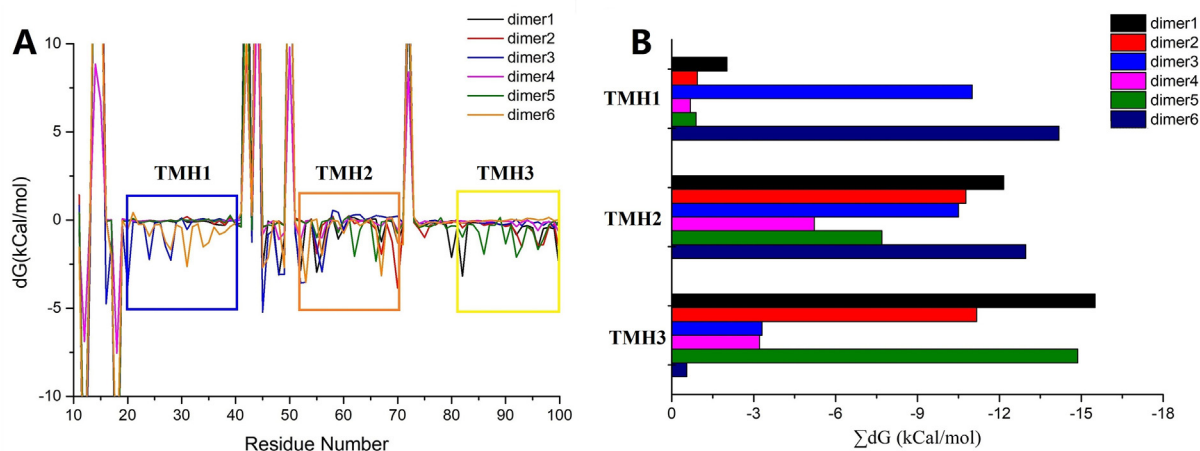 A
dimer1
dimer2
dimer3
dimer4
dimer5
dimer6
10
5
0
-5
-10
dG(kCal/mol)
TMH1
TMH2
TMH3
10 20 30 40 50 60 70 80 90 100
Residue Number
B
dimer1
dimer2
dimer3
dimer4
dimer5
dimer6
TMH1
TMH2
TMH3
0 -3 -6 -9 -12 -15 -18
∑dG (kCal/mol)